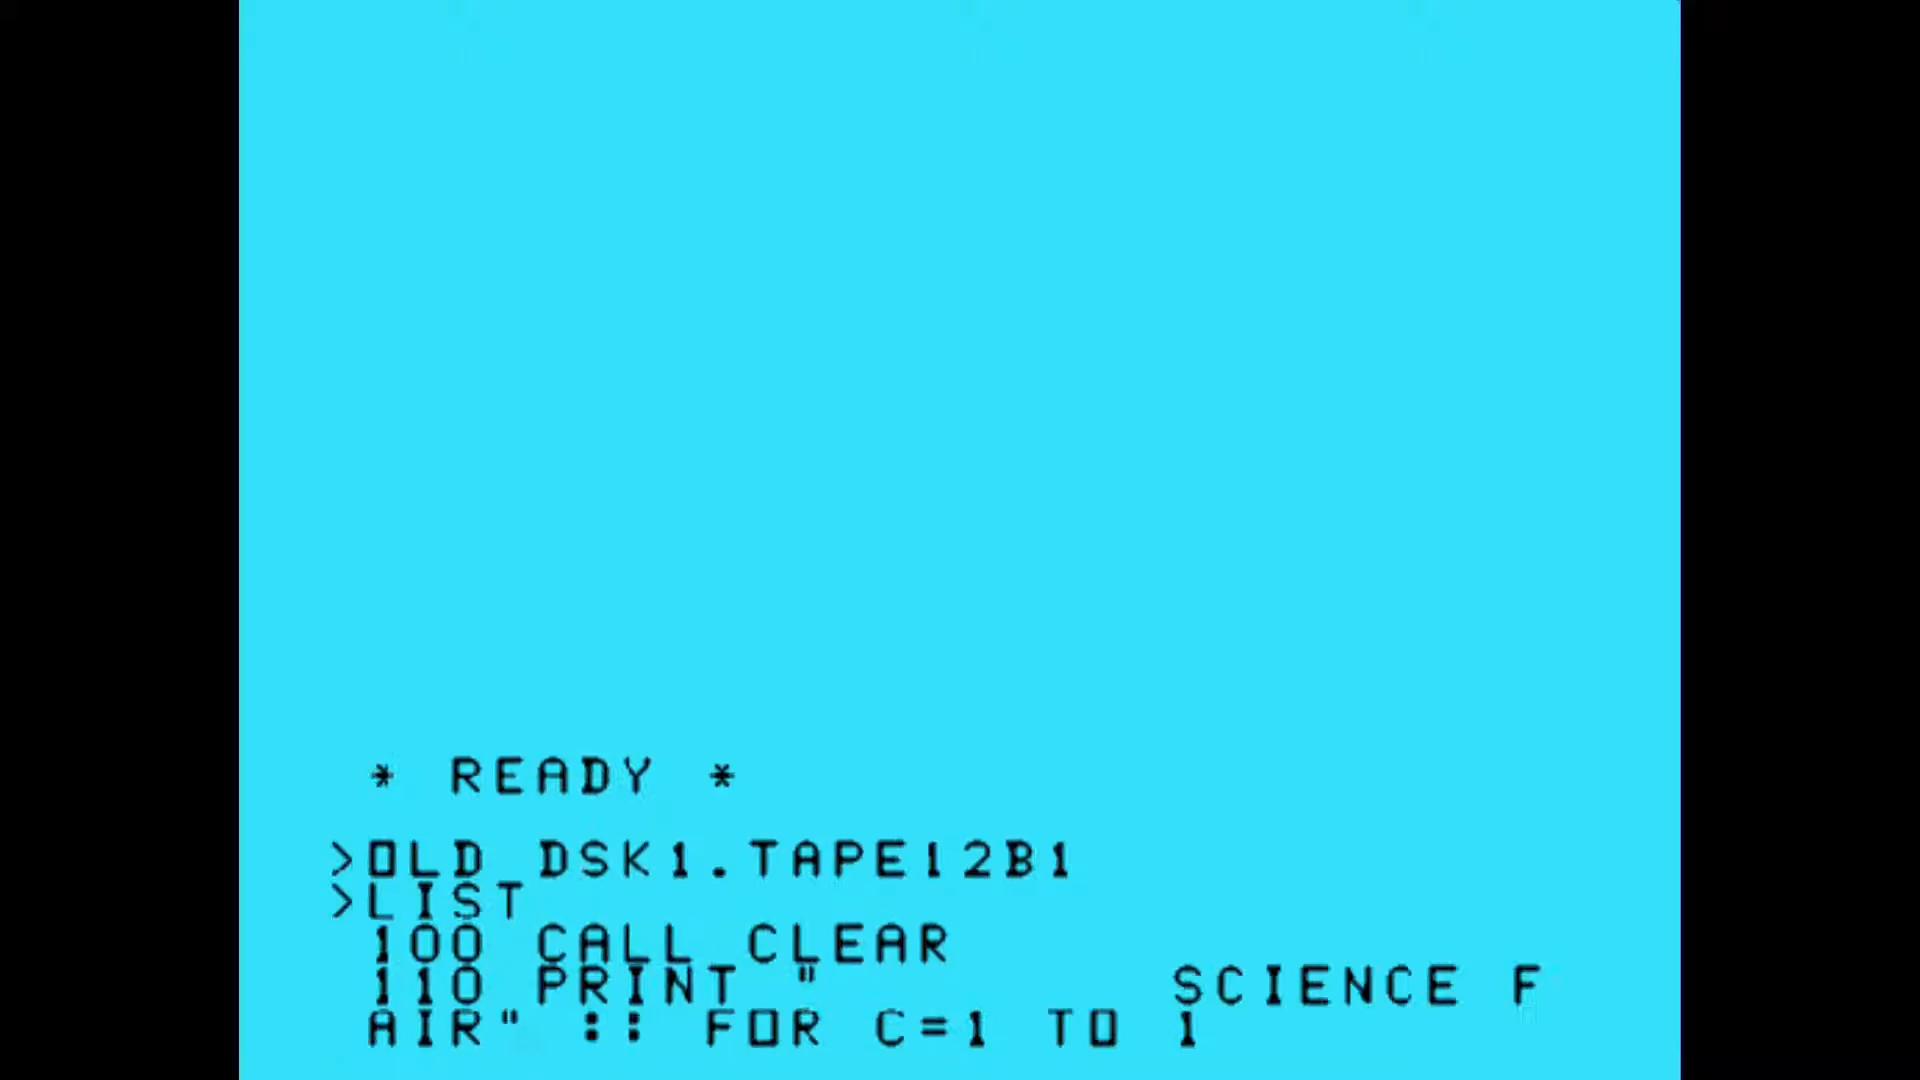 * READY *
>OLD DSK1.TAPE12B1
>LIST
100 CALL CLEAR
110 PRINT "        SCIENCE F
AIR" :: FOR C=1 TO 1